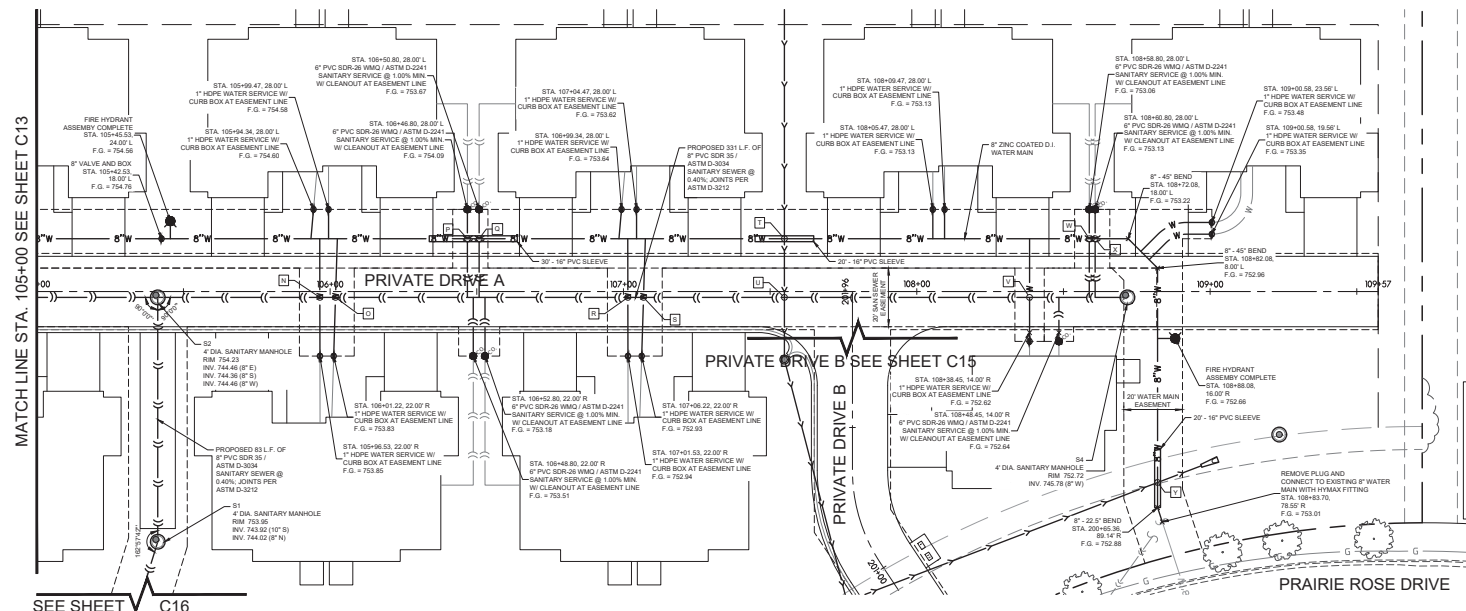 MATCH LINE STA. 105+00 SEE SHEET C13
FIRE HYDRANT
ASSEMBY COMPLETE
STA. 105+45.53,
24.00' L
F.G. = 754.56
8" VALVE AND BOX
STA. 105+42.53,
18.00' L
F.G. = 754.76
STA. 105+99.47, 28.00' L
1" HDPE WATER SERVICE W/
CURB BOX AT EASEMENT LINE
F.G. = 754.58
STA. 105+94.34, 28.00' L
1" HDPE WATER SERVICE W/
CURB BOX AT EASEMENT LINE
F.G. = 754.60
STA. 106+50.80, 28.00' L
6" PVC SDR-26 WMQ / ASTM D-2241
SANITARY SERVICE @ 1.00% MIN.
W/ CLEANOUT AT EASEMENT LINE
F.G. = 753.67
STA. 106+46.80, 28.00' L
6" PVC SDR-26 WMQ / ASTM D-2241
SANITARY SERVICE @ 1.00% MIN.
W/ CLEANOUT AT EASEMENT LINE
F.G. = 754.09
STA. 107+04.47, 28.00' L
1" HDPE WATER SERVICE W/
CURB BOX AT EASEMENT LINE
F.G. = 753.62
STA. 106+99.34, 28.00' L
1" HDPE WATER SERVICE W/
CURB BOX AT EASEMENT LINE
F.G. = 753.64
PROPOSED 331 L.F. OF
8" PVC SDR 35 /
ASTM D-3034
SANITARY SEWER @
0.40%; JOINTS PER
ASTM D-3212
STA. 108+09.47, 28.00' L
1" HDPE WATER SERVICE W/
CURB BOX AT EASEMENT LINE
F.G. = 753.13
STA. 108+05.47, 28.00' L
1" HDPE WATER SERVICE W/
CURB BOX AT EASEMENT LINE
F.G. = 753.13
8" ZINC COATED D.I.
WATER MAIN
STA. 108+58.80, 28.00' L
6" PVC SDR-26 WMQ / ASTM D-2241
SANITARY SERVICE @ 1.00% MIN.
W/ CLEANOUT AT EASEMENT LINE
F.G. = 753.06
STA. 108+60.80, 28.00' L
6" PVC SDR-26 WMQ / ASTM D-2241
SANITARY SERVICE @ 1.00% MIN.
W/ CLEANOUT AT EASEMENT LINE
F.G. = 753.13
STA. 109+00.58, 23.56' L
1" HDPE WATER SERVICE W/
CURB BOX AT EASEMENT LINE
F.G. = 753.48
STA. 109+00.58, 19.56' L
1" HDPE WATER SERVICE W/
CURB BOX AT EASEMENT LINE
F.G. = 753.35
8" - 45° BEND
STA. 108+72.08,
18.00' L
F.G. = 753.22
8" - 45° BEND
STA. 108+82.08,
8.00' L
F.G. = 752.96
8"W 8"W 8"W 8"W 8"W 8"W 8"W 8"W 8"W 8"W 8"W
P Q T W X
30' - 16" PVC SLEEVE
20' - 16" PVC SLEEVE
PRIVATE DRIVE A
N O R S U V
+00 106+00 107+00 108+00 109+00 109+57
201+96
20' SAN SEWER
EASEMENT
90°0'0" 90°0'0"
S2
4' DIA. SANITARY MANHOLE
RIM 754.23
INV. 744.46 (8" E)
INV. 744.36 (8" S)
INV. 744.46 (8" W)
PRIVATE DRIVE B SEE SHEET C15
PRIVATE DRIVE B
STA. 106+01.22, 22.00' R
1" HDPE WATER SERVICE W/
CURB BOX AT EASEMENT LINE
F.G. = 753.83
STA. 105+96.53, 22.00' R
1" HDPE WATER SERVICE W/
CURB BOX AT EASEMENT LINE
F.G. = 753.85
STA. 106+52.80, 22.00' R
6" PVC SDR-26 WMQ / ASTM D-2241
SANITARY SERVICE @ 1.00% MIN.
W/ CLEANOUT AT EASEMENT LINE
F.G. = 753.18
STA. 106+48.80, 22.00' R
6" PVC SDR-26 WMQ / ASTM D-2241
SANITARY SERVICE @ 1.00% MIN.
W/ CLEANOUT AT EASEMENT LINE
F.G. = 753.51
STA. 107+06.22, 22.00' R
1" HDPE WATER SERVICE W/
CURB BOX AT EASEMENT LINE
F.G. = 752.93
STA. 107+01.53, 22.00' R
1" HDPE WATER SERVICE W/
CURB BOX AT EASEMENT LINE
F.G. = 752.94
STA. 108+38.45, 14.00' R
1" HDPE WATER SERVICE W/
CURB BOX AT EASEMENT LINE
F.G. = 752.62
STA. 108+48.45, 14.00' R
6" PVC SDR-26 WMQ / ASTM D-2241
SANITARY SERVICE @ 1.00% MIN.
W/ CLEANOUT AT EASEMENT LINE
F.G. = 752.64
S4
4' DIA. SANITARY MANHOLE
RIM 752.72
INV. 745.78 (8" W)
FIRE HYDRANT
ASSEMBY COMPLETE
STA. 108+88.08,
16.00' R
F.G. = 752.66
20' WATER MAIN
EASEMENT
20' - 16" PVC SLEEVE
8"W 8"W 8"W
Y
REMOVE PLUG AND
CONNECT TO EXISTING 8" WATER
MAIN WITH HYMAX FITTING
STA. 108+83.70,
78.55' R
F.G. = 753.01
8" - 22.5° BEND
STA. 200+65.36,
89.14' R
F.G. = 752.88
PROPOSED 83 L.F. OF
8" PVC SDR 35 /
ASTM D-3034
SANITARY SEWER @
0.40%; JOINTS PER
ASTM D-3212
S1
4' DIA. SANITARY MANHOLE
RIM 753.95
INV. 743.92 (10" S)
INV. 744.02 (8" N)
201+00
G G G G
PRAIRIE ROSE DRIVE
SEE SHEET C16